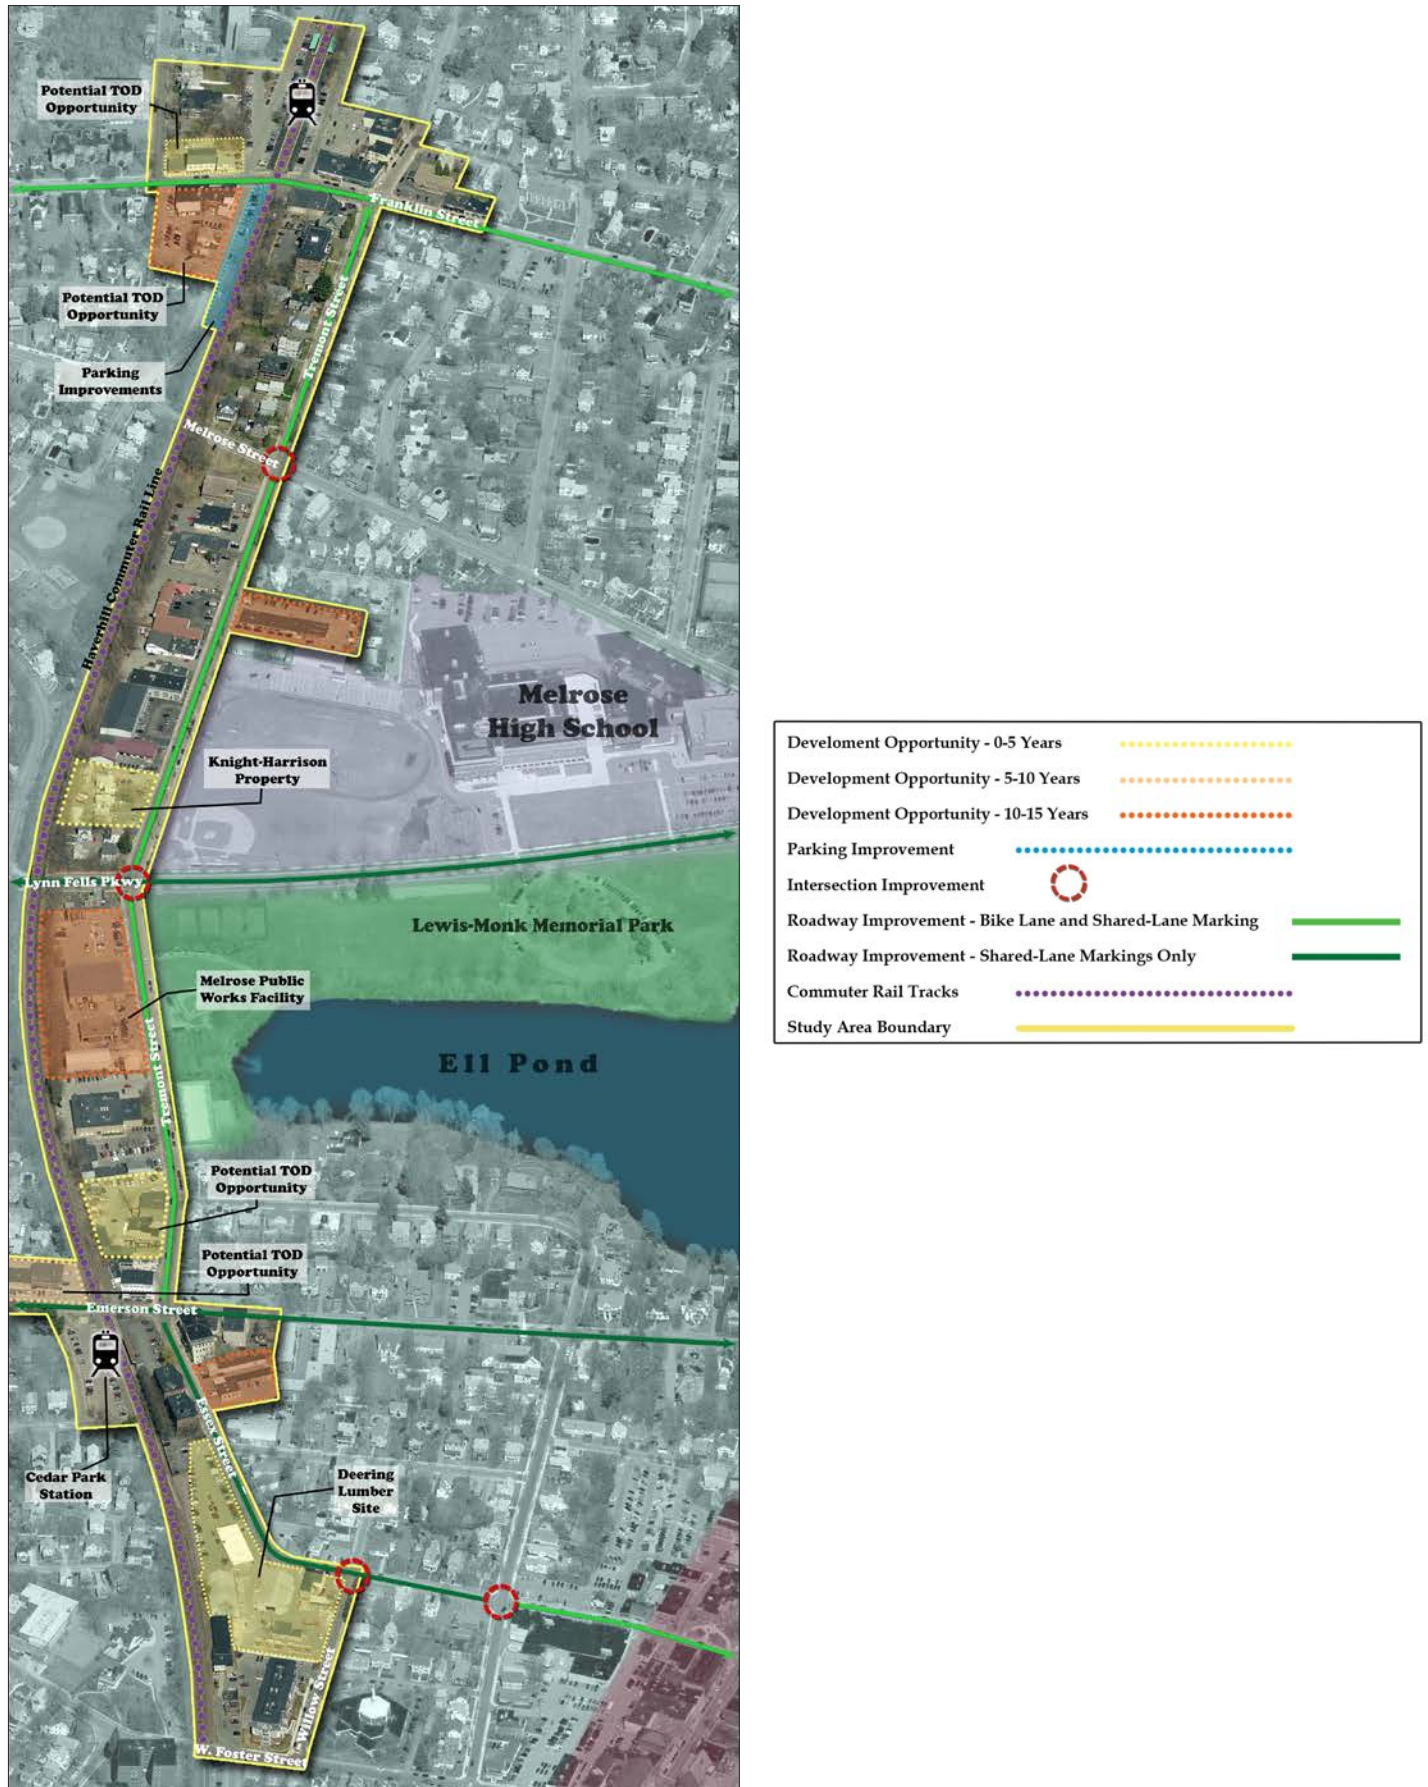 Potential TOD
Opportunity
Franklin Street
Potential TOD
Opportunity
Tremont Street
Parking
Improvements
Melrose Street
Haverhill Commuter Rail Line
Melrose
High School
Knight-Harrison
Property
Lynn Fells Pkwy
Lewis-Monk Memorial Park
Melrose Public
Works Facility
Tremont Street
Ell Pond
Potential TOD
Opportunity
Potential TOD
Opportunity
Emerson Street
Essex Street
Cedar Park
Station
Deering
Lumber
Site
Willow Street
W. Foster Street
Develoment Opportunity - 0-5 Years
Development Opportunity - 5-10 Years
Development Opportunity - 10-15 Years
Parking Improvement
Intersection Improvement
Roadway Improvement - Bike Lane and Shared-Lane Marking
Roadway Improvement - Shared-Lane Markings Only
Commuter Rail Tracks
Study Area Boundary